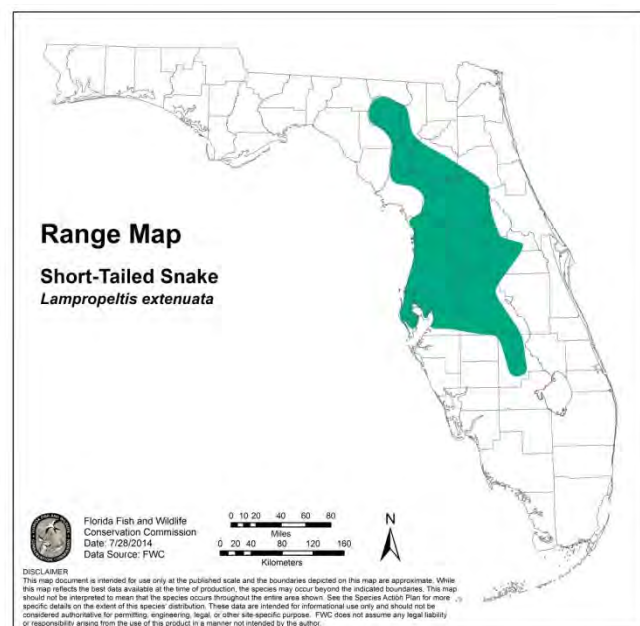 Range Map
Short-Tailed Snake
Lampropeltis extenuata
Florida Fish and Wildlife
Conservation Commission
Date: 7/28/2014
Data Source: FWC
0 10 20 40 60 80
Miles
0 20 40 80 120 160
Kilometers
N
DISCLAIMER
This map document is intended for use only at the published scale and the boundaries depicted on this map are approximate. While
this map reflects the best data available at the time of production, the species may occur beyond the indicated boundaries. This map
should not be interpreted to mean that the species occurs throughout the entire area shown. See the Species Action Plan for more
specific details on the extent of this species' distribution. These data are intended for informational use only and should not be
considered authoritative for permitting, engineering, legal, or other site-specific purpose. FWC does not assume any legal liability
or responsibility arising from the use of this product in a manner not intended by the author.